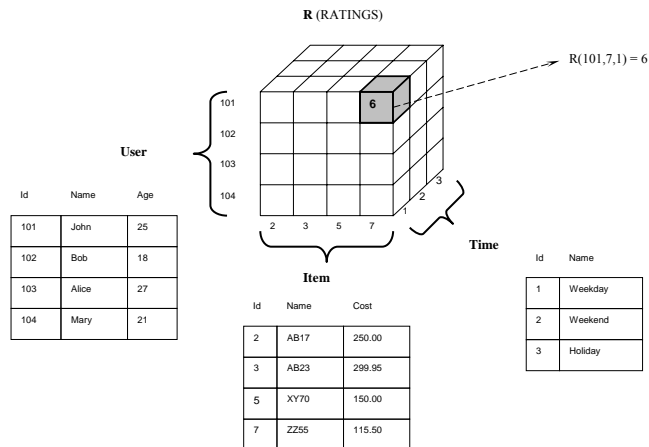 R (RATINGS)
R(101,7,1) = 6
6
101
102
103
104
User
2 3 5 7
1
2
3
Item
Time
Id Name Age
101 John 25
102 Bob 18
103 Alice 27
104 Mary 21
Id Name Cost
2 AB17 250.00
3 AB23 299.95
5 XY70 150.00
7 ZZ55 115.50
Id Name
1 Weekday
2 Weekend
3 Holiday